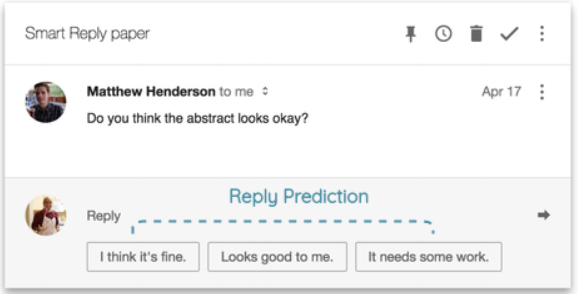 Smart Reply paper
Matthew Henderson to me Apr 17
Do you think the abstract looks okay?
Reply Prediction
Reply
I think it's fine. Looks good to me. It needs some work.